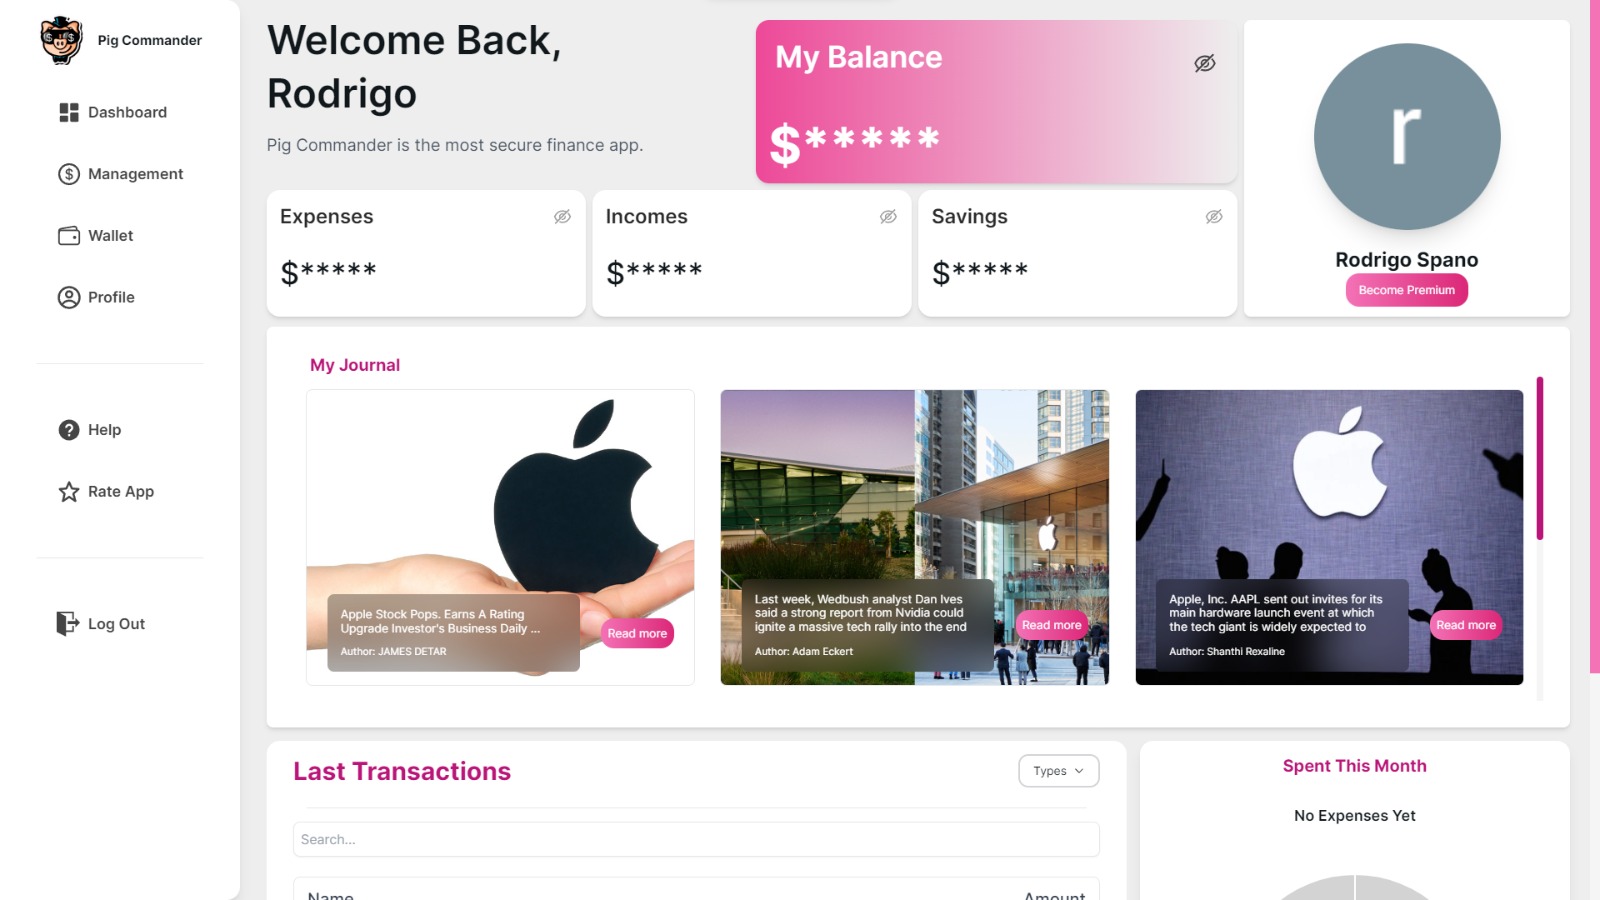 Pig Commander
Dashboard
Management
Wallet
Profile
Help
Rate App
Log Out
Welcome Back,
Rodrigo
Pig Commander is the most secure finance app.
My Balance
$*****
r
Rodrigo Spano
Become Premium
Expenses
$*****
Incomes
$*****
Savings
$*****
My Journal
Apple Stock Pops. Earns A Rating
Upgrade Investor's Business Daily ...
Author: JAMES DETAR
Read more
Last week, Wedbush analyst Dan Ives
said a strong report from Nvidia could
ignite a massive tech rally into the end
Author: Adam Eckert
Read more
Apple, Inc. AAPL sent out invites for its
main hardware launch event at which
the tech giant is widely expected to
Author: Shanthi Rexaline
Read more
Last Transactions
Types
Search...
Name
Amount
Spent This Month
No Expenses Yet